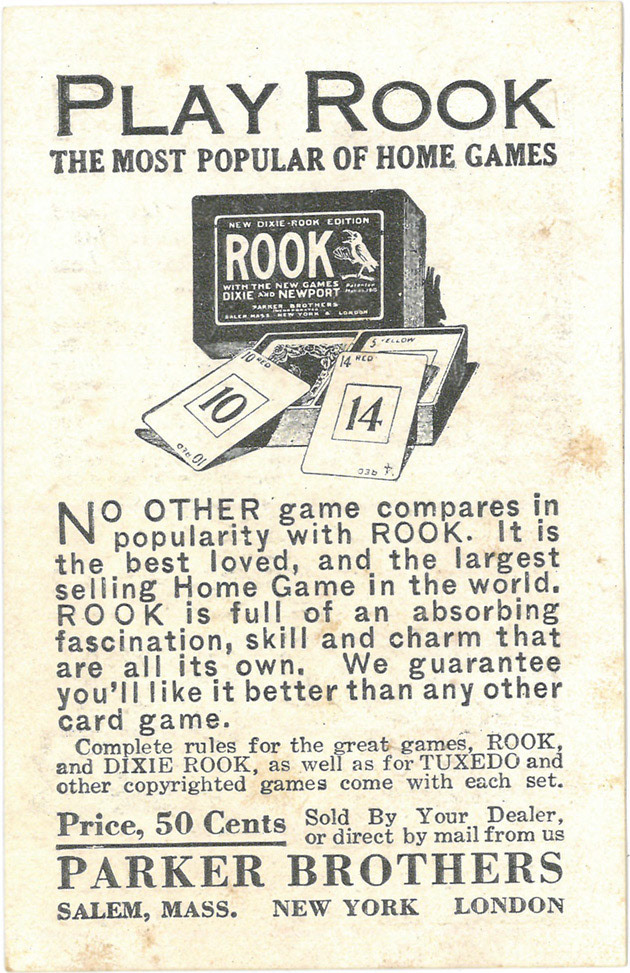 PLAY ROOK
THE MOST POPULAR OF HOME GAMES
NEW DIXIE-ROOK EDITION
ROOK
WITH THE NEW GAMES
DIXIE AND NEWPORT
Patented
PARKER BROTHERS
INCORPORATED
SALEM MASS. NEW YORK & LONDON
5 YELLOW
10 RED
10
10 RED
14 RED
14
RED
NO OTHER game compares in
popularity with ROOK. It is
the best loved, and the largest
selling Home Game in the world.
ROOK is full of an absorbing
fascination, skill and charm that
are all its own. We guarantee
you'll like it better than any other
card game.
Complete rules for the great games, ROOK,
and DIXIE ROOK, as well as for TUXEDO and
other copyrighted games come with each set.
Price, 50 Cents
Sold By Your Dealer,
or direct by mail from us
PARKER BROTHERS
SALEM, MASS. NEW YORK LONDON